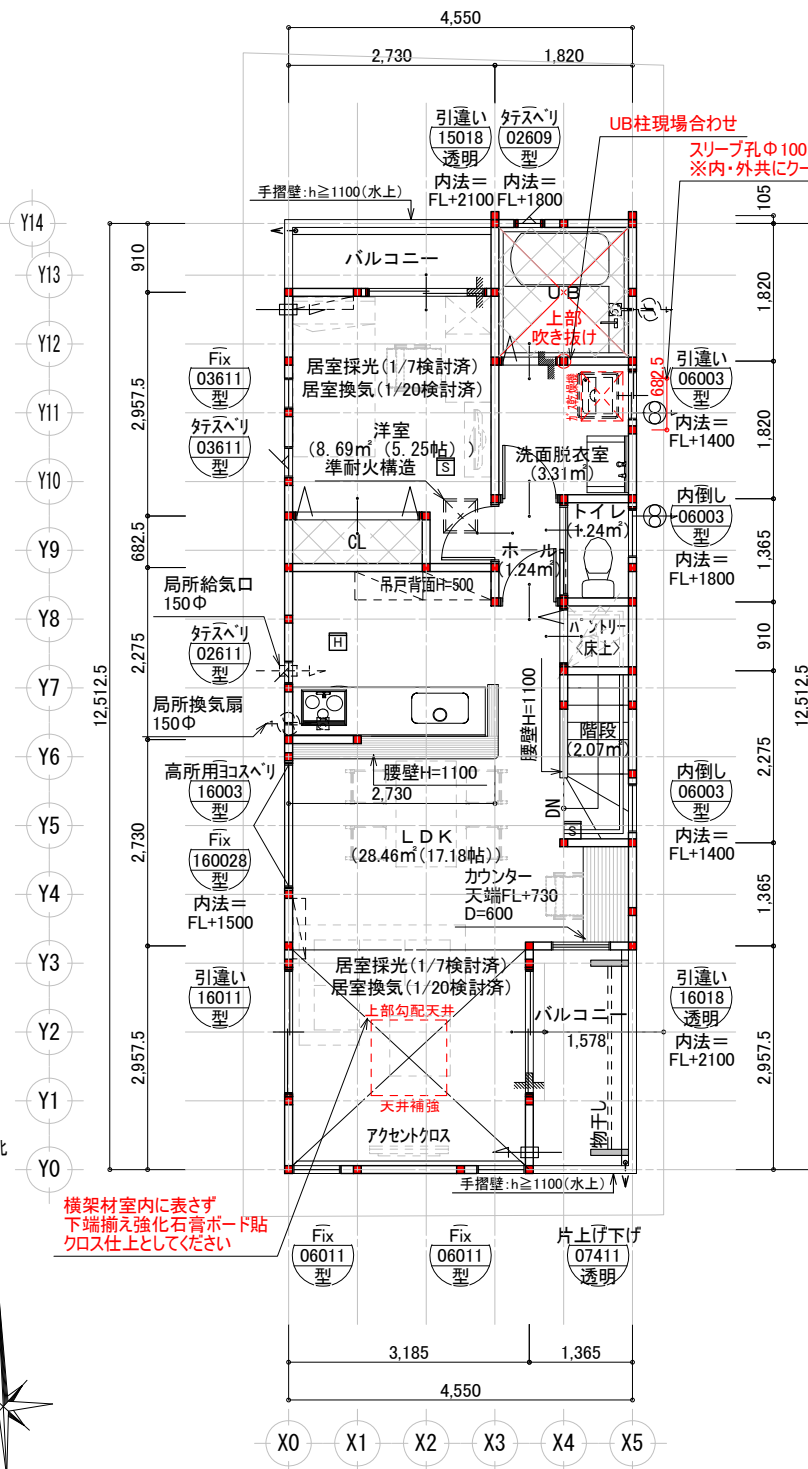 4,550
2,730
1,820
引違い
15018
透明
内法=
FL+2100
タテスベリ
02609
型
内法=
FL+1800
UB柱現場合わせ
スリーブ孔Φ100
※内・外共にクー
手摺壁:h≧1100(水上)
105
Y14
Y13
Y12
Y11
Y10
Y9
Y8
Y7
Y6
Y5
Y4
Y3
Y2
Y1
Y0
12,512.5
910
2,957.5
682.5
2,275
2,730
2,957.5
バルコニー
UB
上部
吹き抜け
1,820
682.5
1,820
1,365
910
2,275
1,365
2,957.5
12,512.5
Fix
03611
型
居室採光(1/7検討済)
居室換気(1/20検討済)
洋室
(8.69㎡(5.25帖))
準耐火構造
S
ガス乾燥機
引違い
06003
型
内法=
FL+1400
タテスベリ
03611
型
洗面脱衣室
(3.31㎡)
内倒し
06003
型
内法=
FL+1800
トイレ
(1.24㎡)
CL
ホール
(1.24㎡)
吊戸背面H=500
局所給気口
150Φ
H
パントリー
〈床上〉
タテスベリ
02611
型
局所換気扇
150Φ
腰壁H=1100
階段
(2.07㎡)
DN
S
高所用ヨコスベリ
16003
型
腰壁H=1100
2,730
内倒し
06003
型
内法=
FL+1400
Fix
160028
型
内法=
FL+1500
LDK
(28.46㎡(17.18帖))
カウンター
天端FL+730
D=600
引違い
16011
型
居室採光(1/7検討済)
居室換気(1/20検討済)
上部勾配天井
天井補強
アクセントクロス
バルコニー
1,578
物干し
引違い
16018
透明
内法=
FL+2100
北
手摺壁:h≧1100(水上)
横架材室内に表さず
下端揃え強化石膏ボード貼
クロス仕上としてください
Fix
06011
型
Fix
06011
型
片上げ下げ
07411
透明
3,185
1,365
4,550
X0
X1
X2
X3
X4
X5